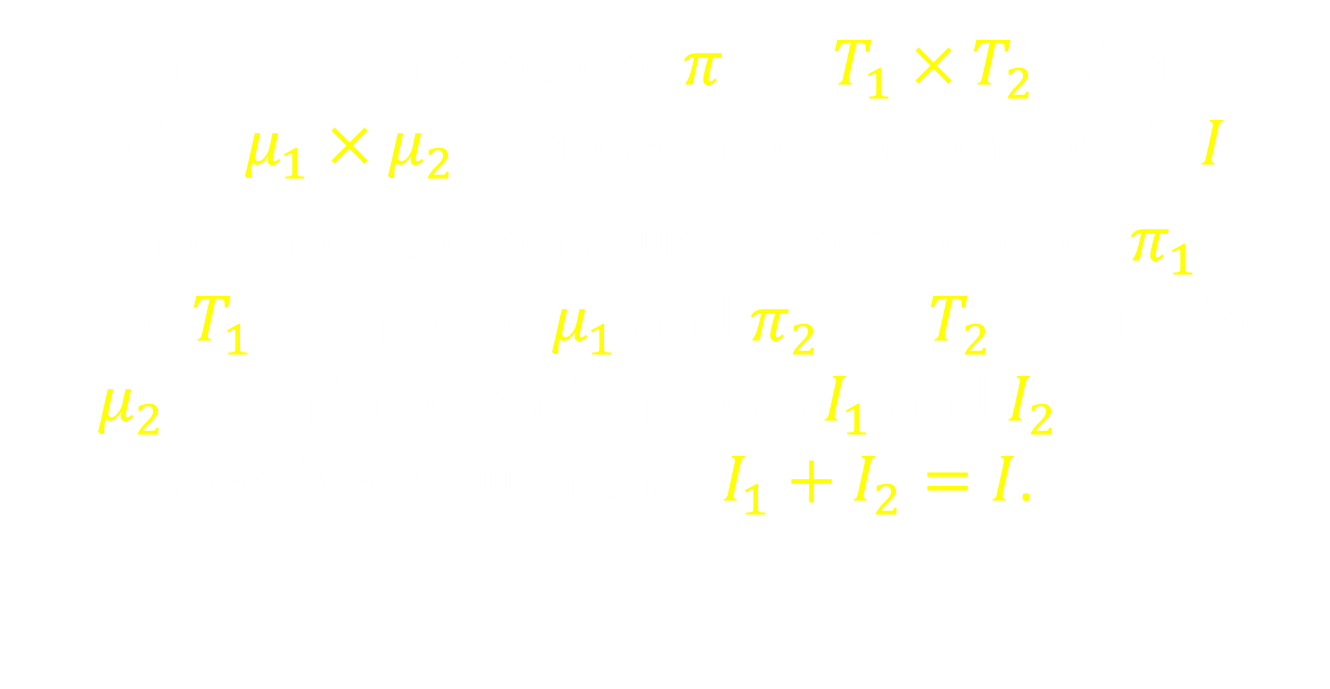 π T₁ × T₂
μ₁ × μ₂ I
π₁
T₁ μ₁ π₂ T₂
μ₂ I₁ I₂
I₁ + I₂ = I.